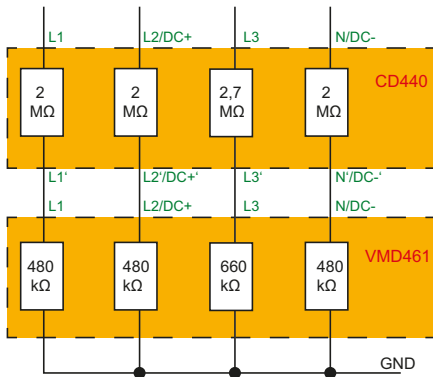 L1 L2/DC+ L3 N/DC-
CD440
2 MΩ 2 MΩ 2,7 MΩ 2 MΩ
L1' L2'/DC+' L3' N'/DC-'
L1 L2/DC+ L3 N/DC-
VMD461
480 kΩ 480 kΩ 660 kΩ 480 kΩ
GND